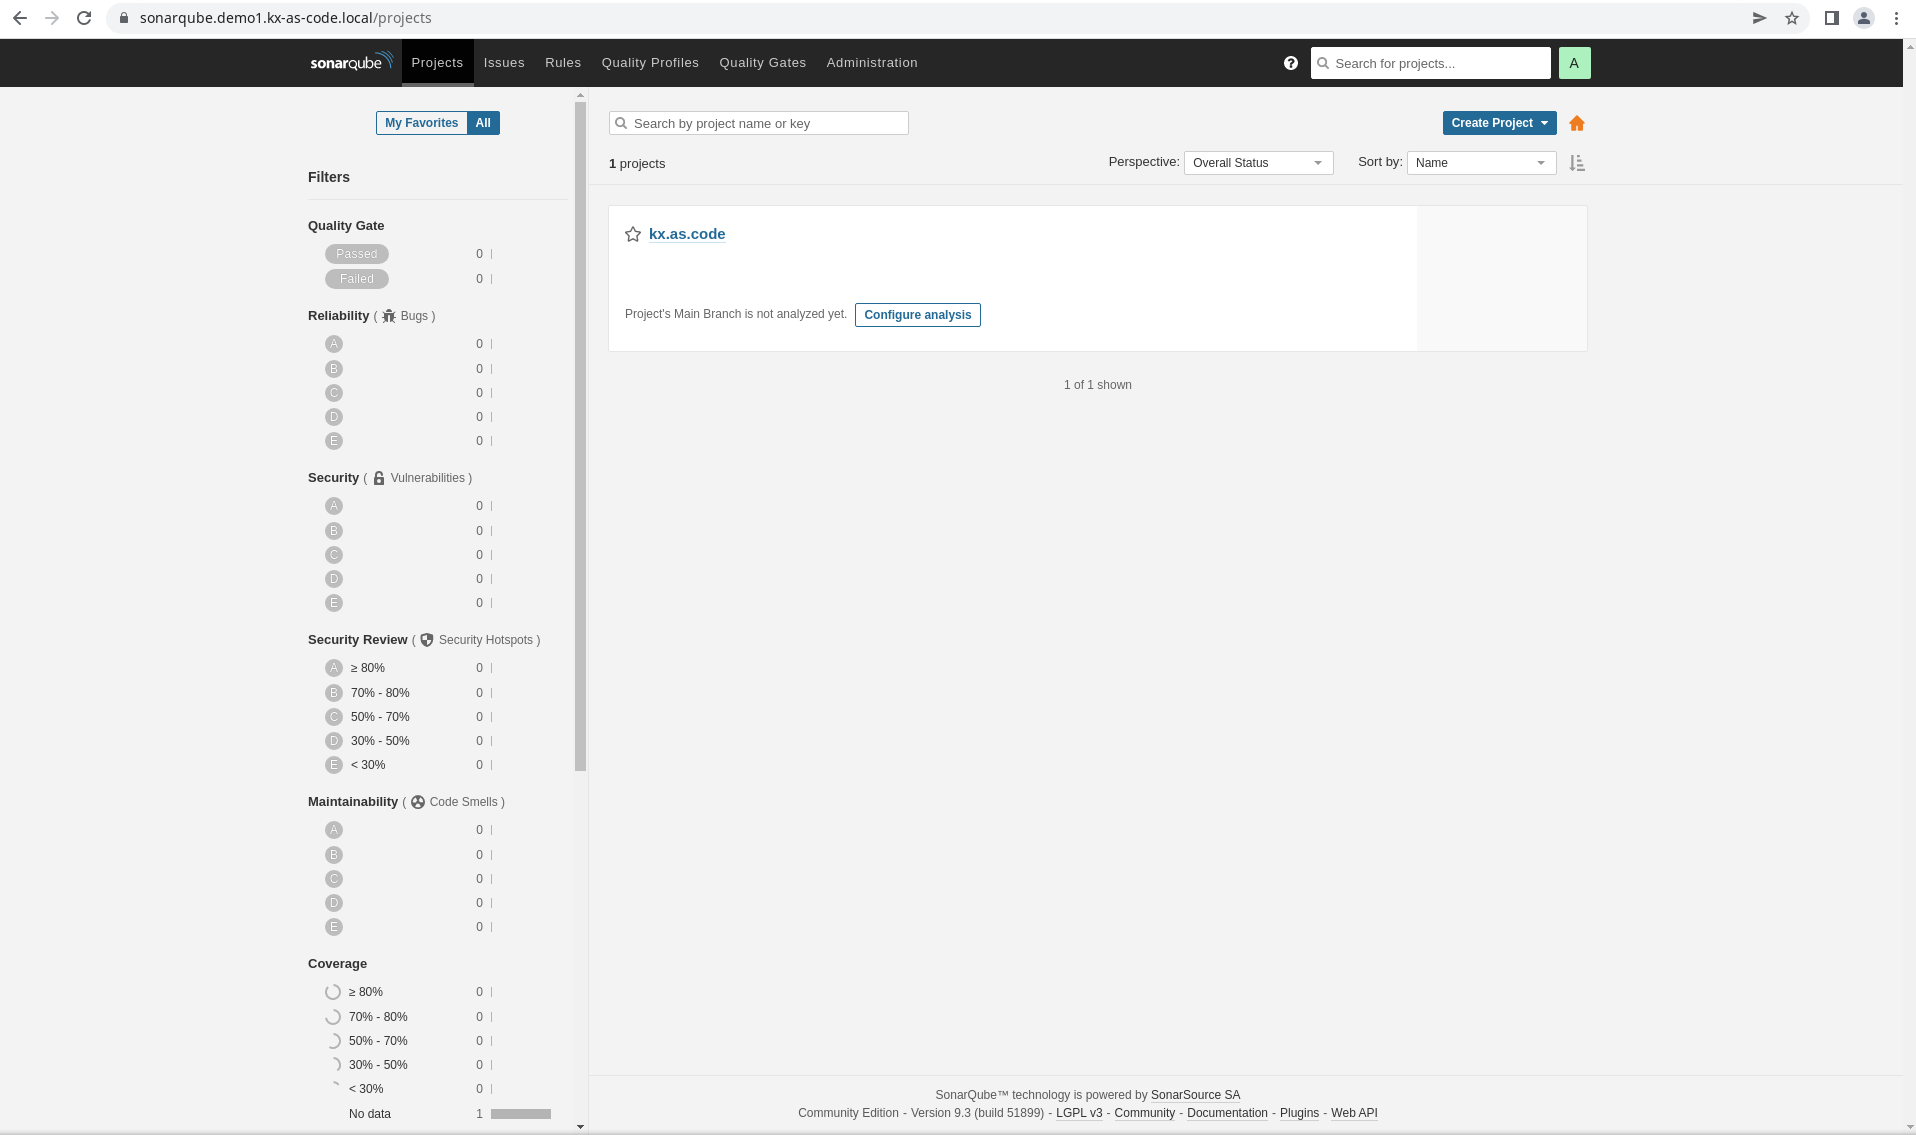 sonarqube.demo1.kx-as-code.local/projects
sonarqube Projects Issues Rules Quality Profiles Quality Gates Administration Search for projects... A
My Favorites All
Filters
Quality Gate
Passed 0
Failed 0
Reliability ( Bugs )
A 0
B 0
C 0
D 0
E 0
Security ( Vulnerabilities )
A 0
B 0
C 0
D 0
E 0
Security Review ( Security Hotspots )
A ≥ 80% 0
B 70% - 80% 0
C 50% - 70% 0
D 30% - 50% 0
E < 30% 0
Maintainability ( Code Smells )
A 0
B 0
C 0
D 0
E 0
Coverage
≥ 80% 0
70% - 80% 0
50% - 70% 0
30% - 50% 0
< 30% 0
No data 1
Search by project name or key Create Project
1 projects Perspective: Overall Status Sort by: Name
kx.as.code
Project's Main Branch is not analyzed yet. Configure analysis
1 of 1 shown
SonarQube™ technology is powered by SonarSource SA
Community Edition - Version 9.3 (build 51899) - LGPL v3 - Community - Documentation - Plugins - Web API